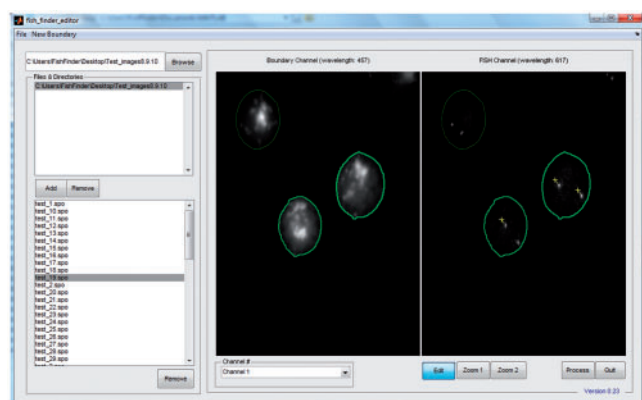 fish_finder_editor
File New Boundary
C:\Users\FishFinder\Desktop\Test_images8.9.10
Browse
Files & Directories
C:\Users\FishFinder\Desktop\Test_images8.9.10
Add Remove
test_1.spo
test_10.spo
test_11.spo
test_12.spo
test_13.spo
test_14.spo
test_15.spo
test_16.spo
test_17.spo
test_18.spo
test_19.spo
test_2.spo
test_20.spo
test_21.spo
test_22.spo
test_23.spo
test_24.spo
test_25.spo
test_26.spo
test_27.spo
test_28.spo
test_29.spo
Remove
Boundary Channel (wavelength: 457)
FISH Channel (wavelength: 617)
Channel #
Channel 1
Edit Zoom 1 Zoom 2 Process Quit
Version 0.23